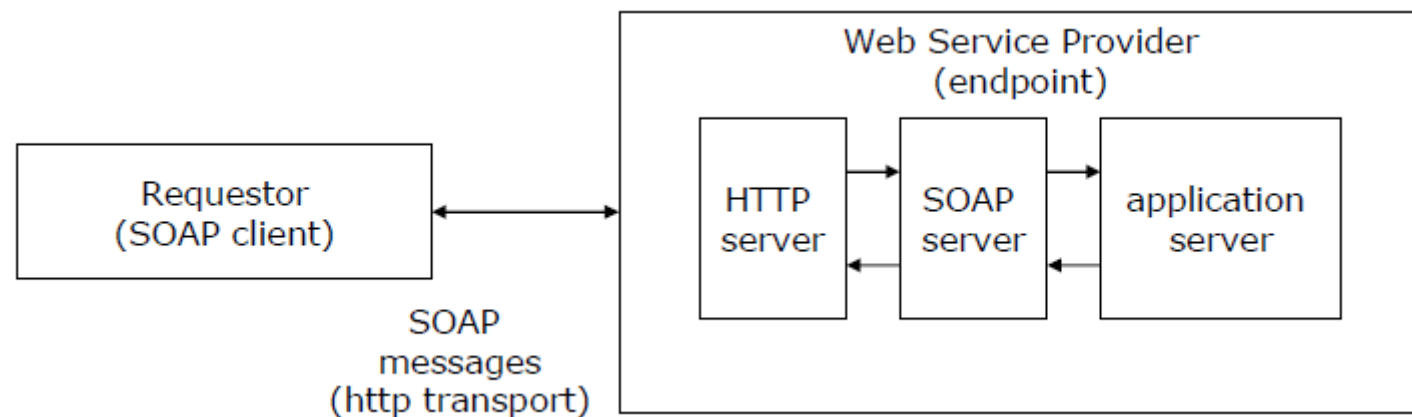 Web Service Provider
(endpoint)
Requestor
(SOAP client)
HTTP
server
SOAP
server
application
server
SOAP
messages
(http transport)